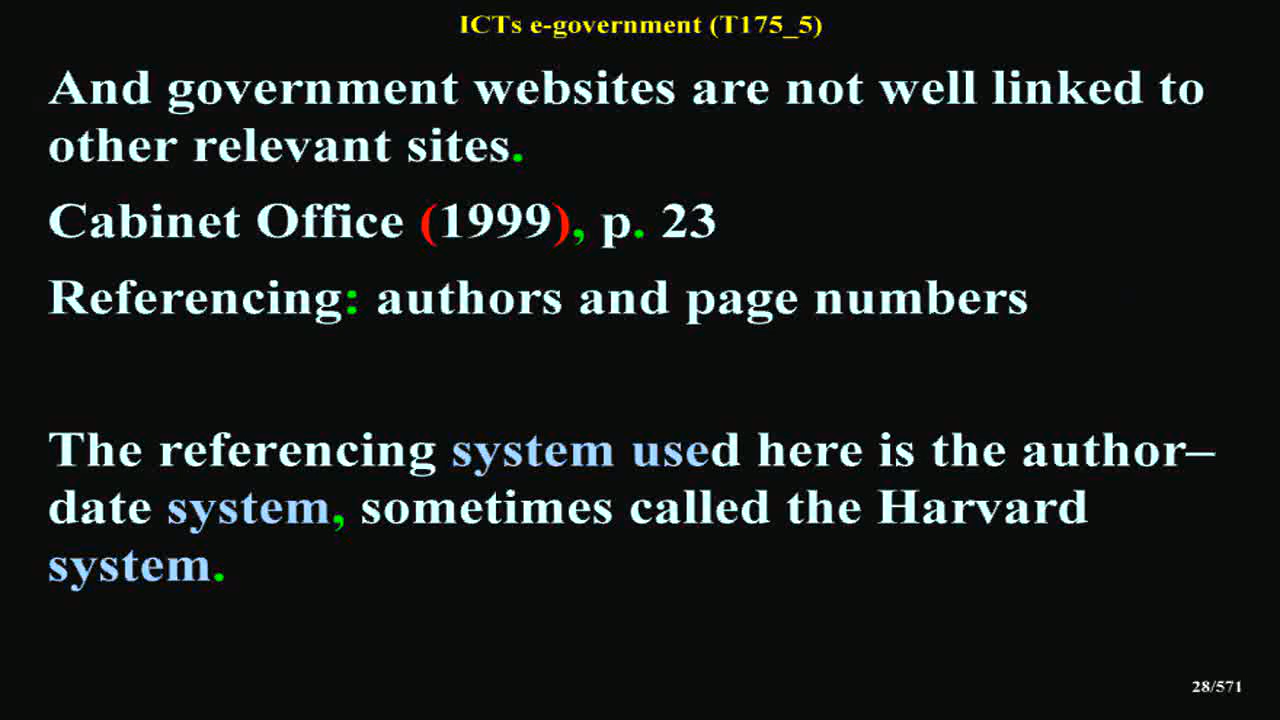 ICTs e-government (T175_5)
And government websites are not well linked to
other relevant sites.
Cabinet Office (1999), p. 23
Referencing: authors and page numbers
The referencing system used here is the author–
date system, sometimes called the Harvard
system.
28/571